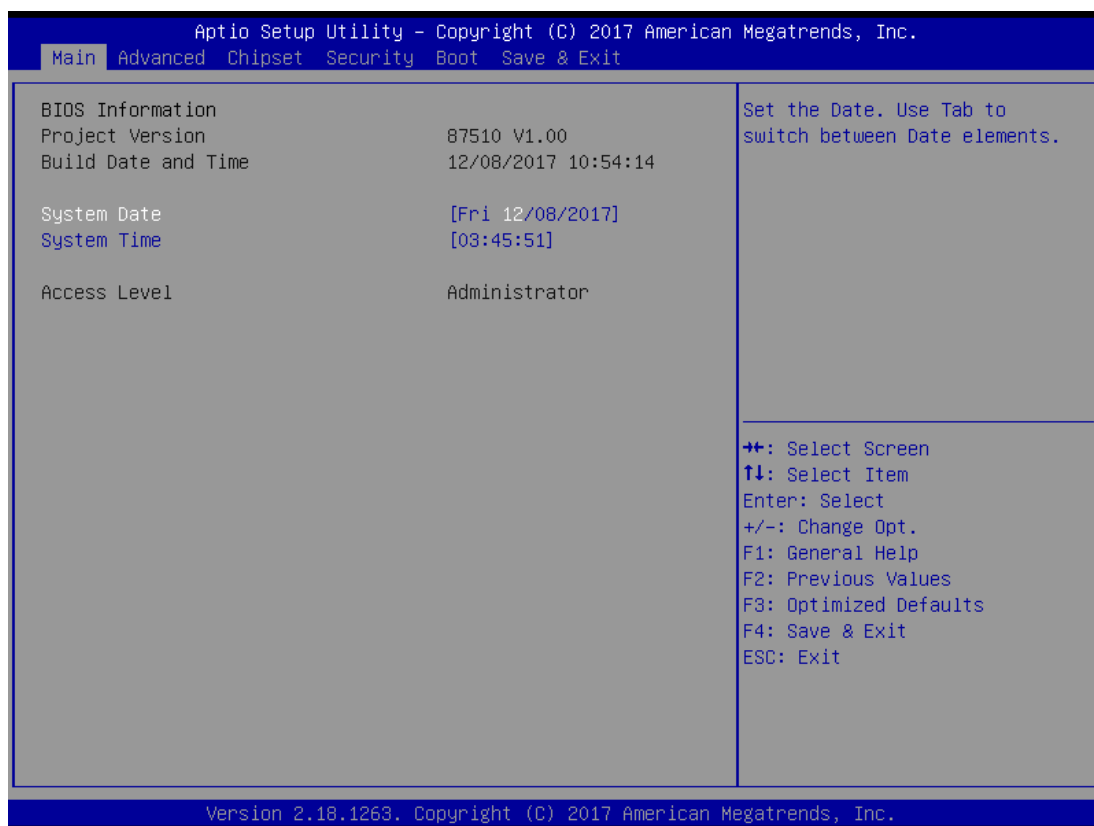 Aptio Setup Utility – Copyright (C) 2017 American Megatrends, Inc.
Main Advanced Chipset Security Boot Save & Exit
BIOS Information
Project Version 87510 V1.00
Build Date and Time 12/08/2017 10:54:14
System Date [Fri 12/08/2017]
System Time [03:45:51]
Access Level Administrator
Set the Date. Use Tab to
switch between Date elements.
→←: Select Screen
↑↓: Select Item
Enter: Select
+/-: Change Opt.
F1: General Help
F2: Previous Values
F3: Optimized Defaults
F4: Save & Exit
ESC: Exit
Version 2.18.1263. Copyright (C) 2017 American Megatrends, Inc.